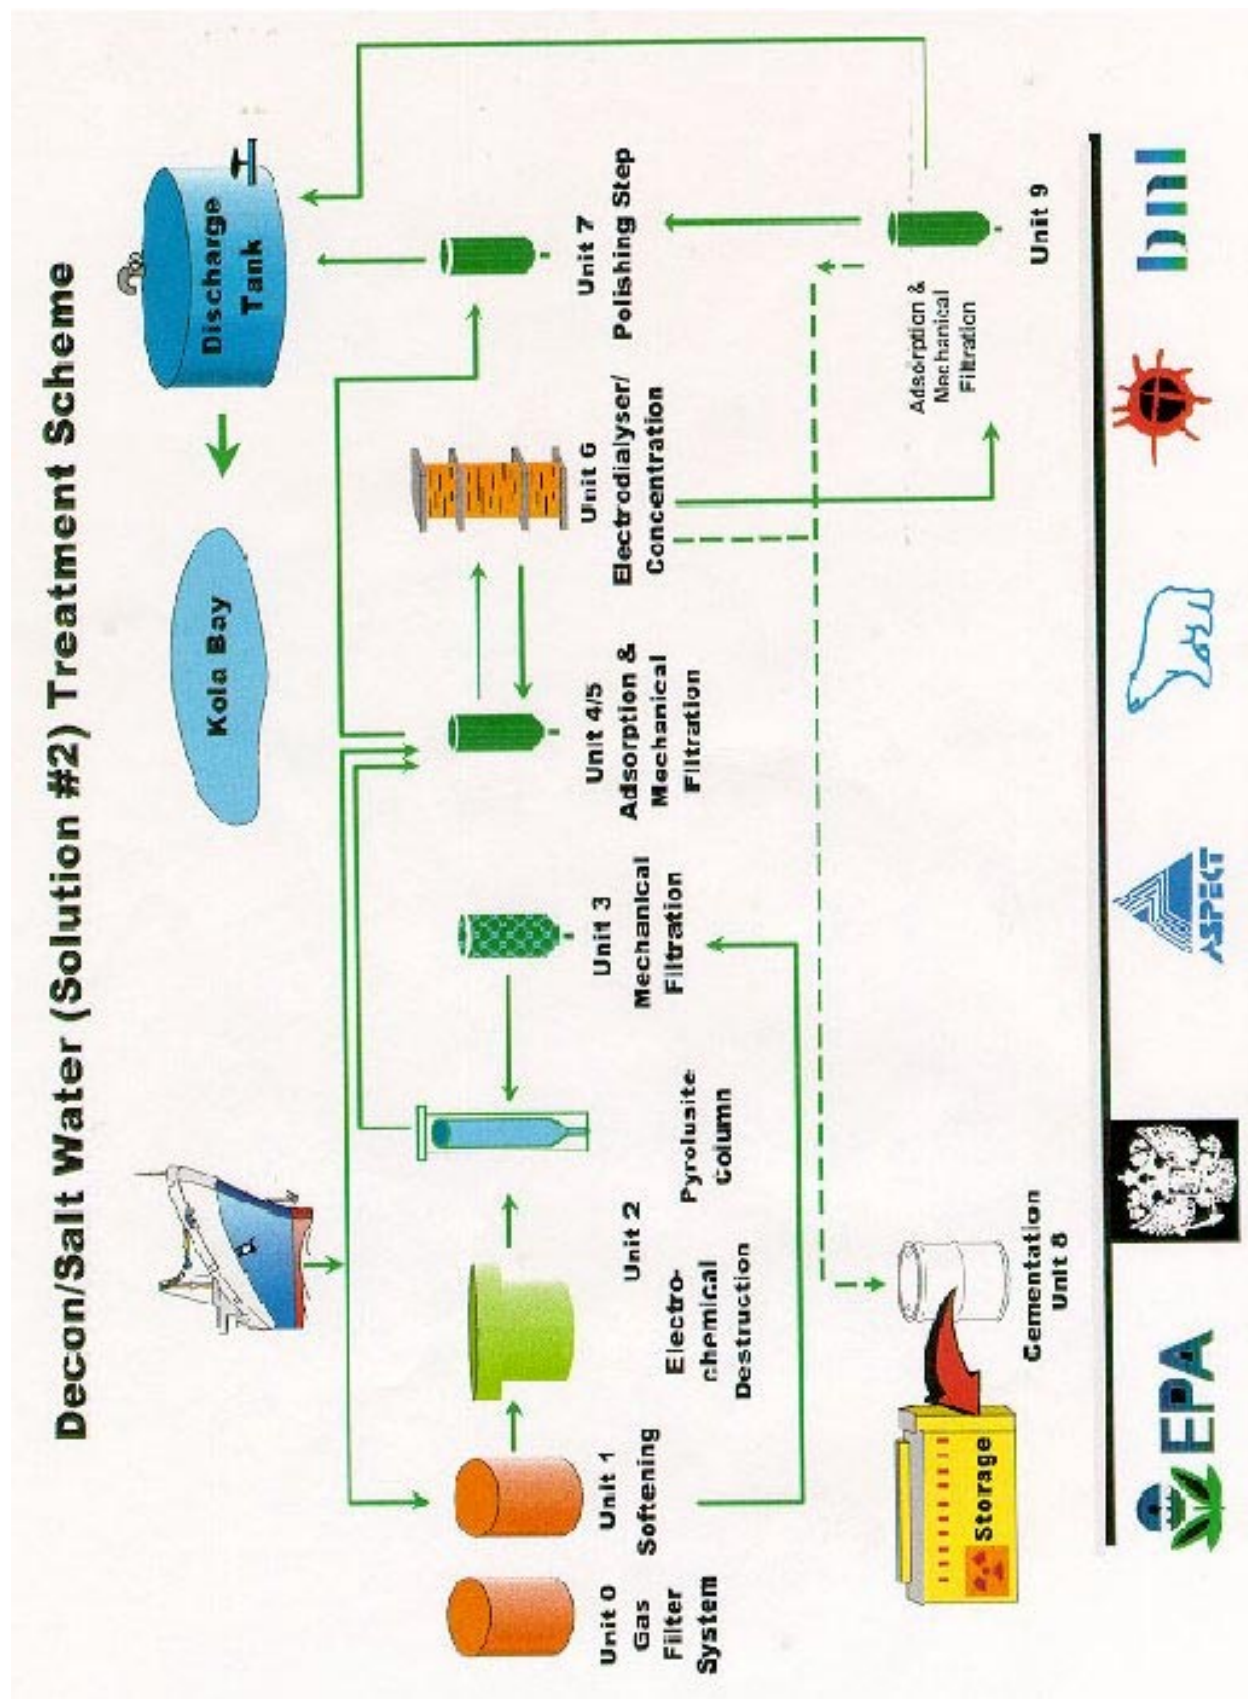 Decon/Salt Water (Solution #2) Treatment Scheme
Kola Bay
Discharge
Tank
Unit 0
Gas
Filter
System
Unit 1
Softening
Unit 2
Electro-
chemical
Destruction
Pyrolusite
Column
Unit 3
Mechanical
Filtration
Unit 4/5
Adsorption &
Mechanical
Filtration
Unit 6
Electrodialyser/
Concentration
Unit 7
Polishing Step
Storage
Cementation
Unit 8
Adsorption &
Mechanical
Filtration
Unit 9
EPA
ASPECT
bnl